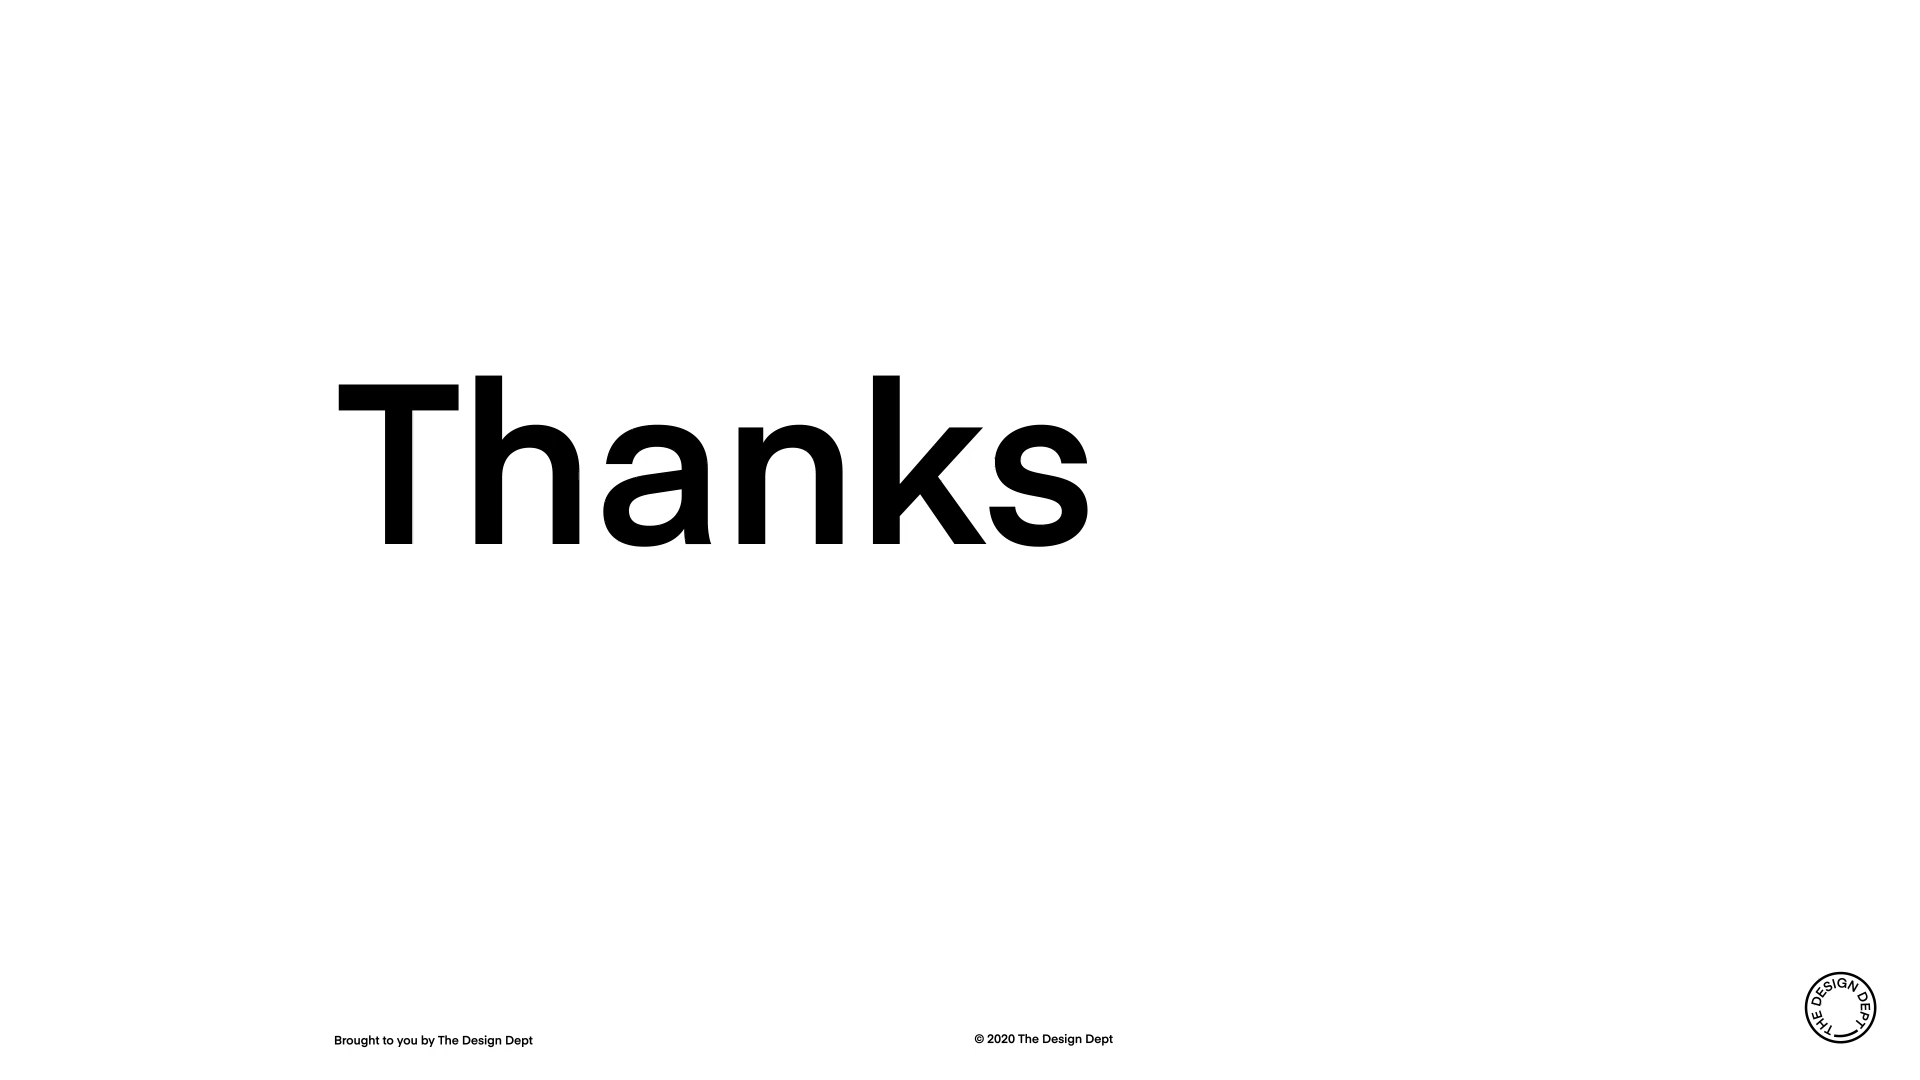 Thanks
Brought to you by The Design Dept
© 2020 The Design Dept
THE DESIGN DEPT